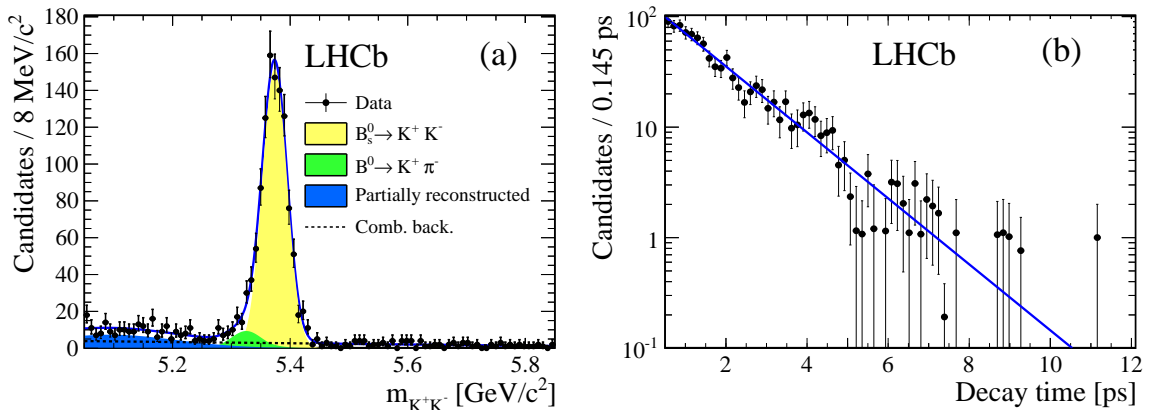 Candidates / 8 MeV/c²
180
160
140
120
100
80
60
40
20
0
LHCb
(a)
Data
B⁰ₛ→ K⁺ K⁻
B⁰→ K⁺ π⁻
Partially reconstructed
Comb. back.
5.2 5.4 5.6 5.8
m_K⁺K⁻ [GeV/c²]
Candidates / 0.145 ps
10²
10
1
10⁻¹
LHCb
(b)
2 4 6 8 10 12
Decay time [ps]